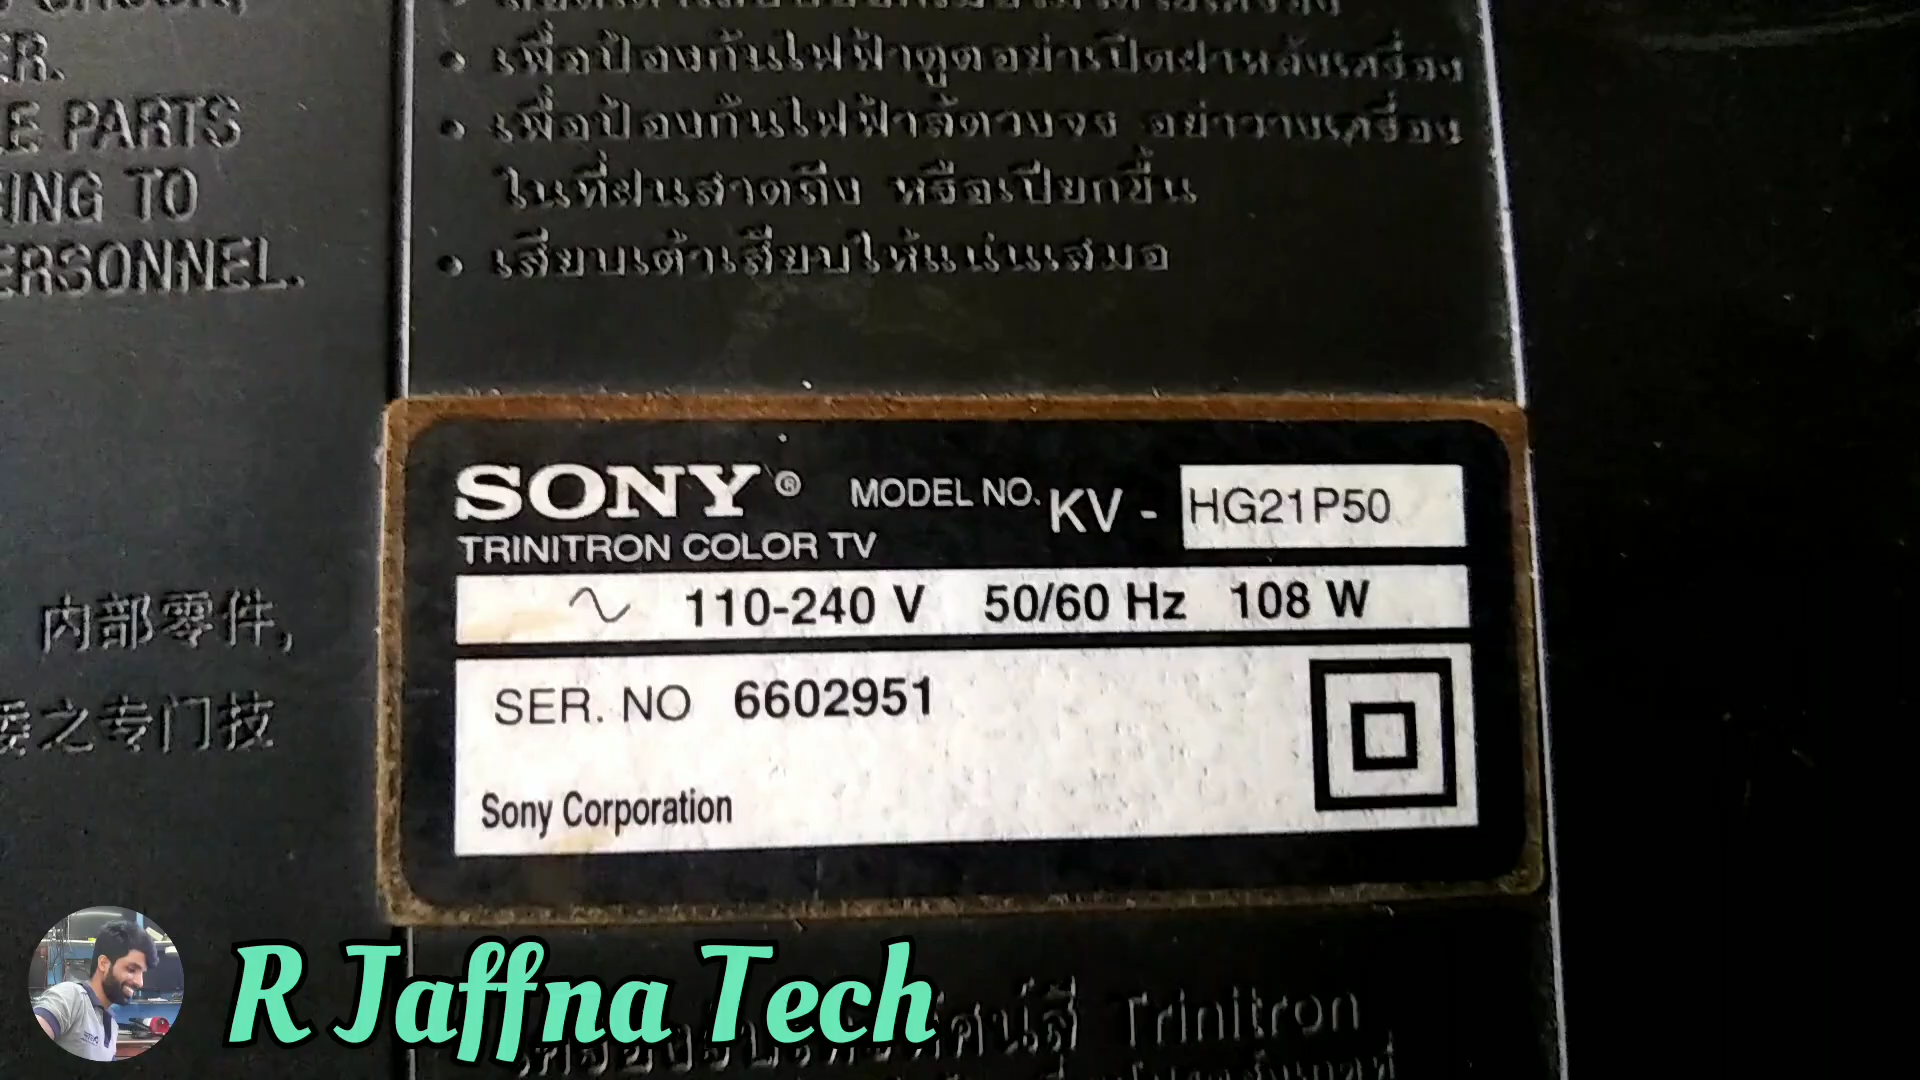 ER.
E PARTS
ING TO
ERSONNEL.
• เพื่อป้องกันไฟฟ้าดูดอย่าเปิดฝาหลังเครื่อง
• เพื่อป้องกันไฟฟ้าลัดวงจร อย่าวางเครื่อง
ในที่ฝนสาดถึง หรือเปียกชื้น
• เสียบเต้าเสียบให้แน่นเสมอ
内部零件,
委之专门技
SONY® MODEL NO. KV - HG21P50
TRINITRON COLOR TV
110-240 V 50/60 Hz 108 W
SER. NO 6602951
Sony Corporation
R Jaffna Tech
Trinitron